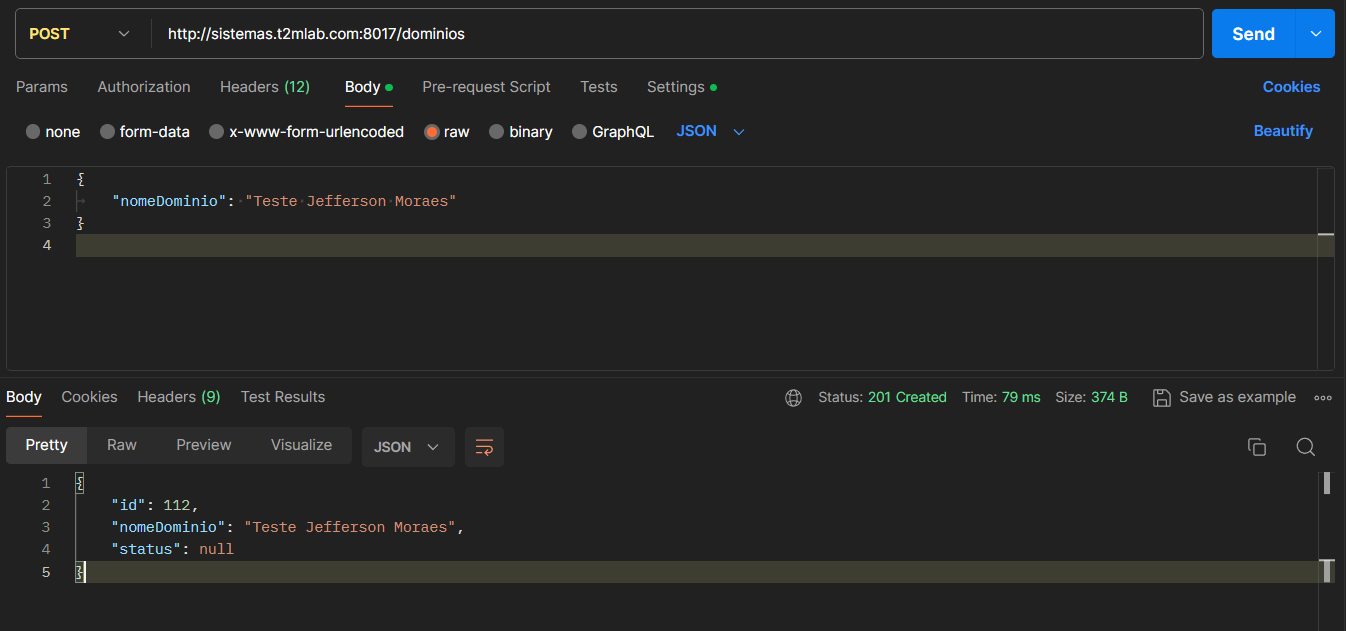 POST http://sistemas.t2mlab.com:8017/dominios Send
Params Authorization Headers (12) Body Pre-request Script Tests Settings Cookies
none form-data x-www-form-urlencoded raw binary GraphQL JSON Beautify
1 {
2 "nomeDominio": "Teste Jefferson Moraes"
3 }
4
Body Cookies Headers (9) Test Results Status: 201 Created Time: 79 ms Size: 374 B Save as example
Pretty Raw Preview Visualize JSON
1 {
2 "id": 112,
3 "nomeDominio": "Teste Jefferson Moraes",
4 "status": null
5 }